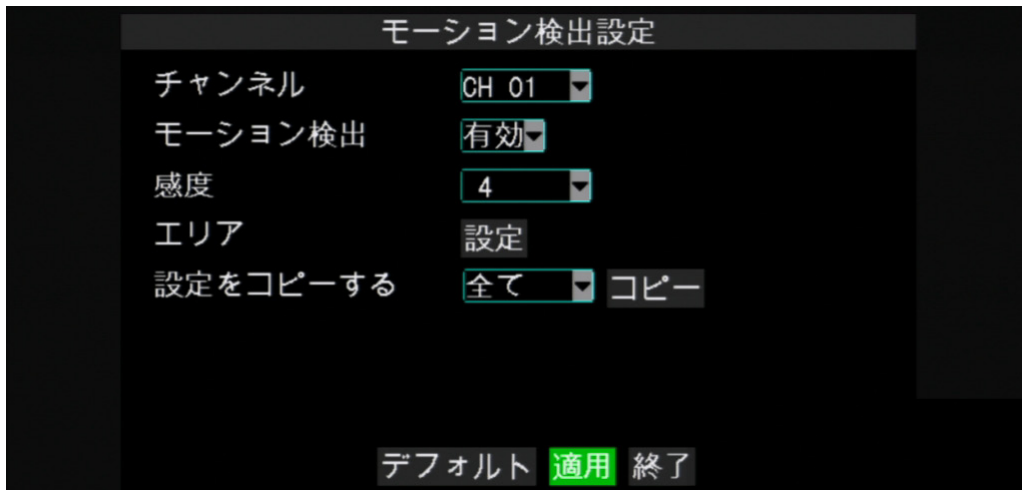 モーション検出設定
チャンネル CH 01
モーション検出 有効
感度 4
エリア 設定
設定をコピーする 全て コピー
デフォルト 適用 終了